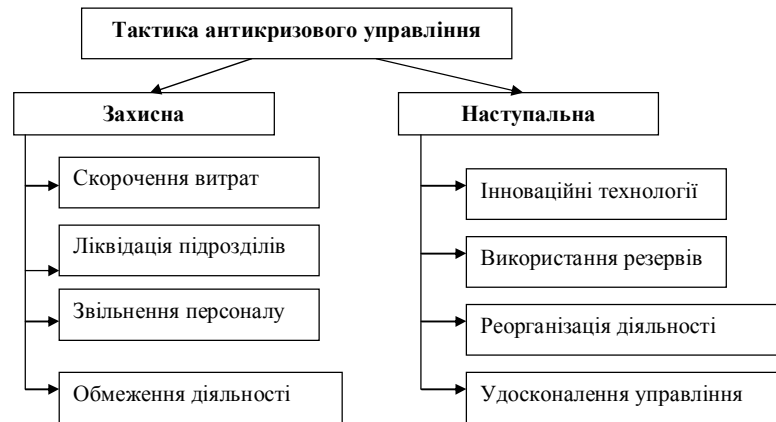 Тактика антикризового управління
Захисна
Наступальна
Скорочення витрат
Ліквідація підрозділів
Звільнення персоналу
Обмеження діяльності
Інноваційні технології
Використання резервів
Реорганізація діяльності
Удосконалення управління